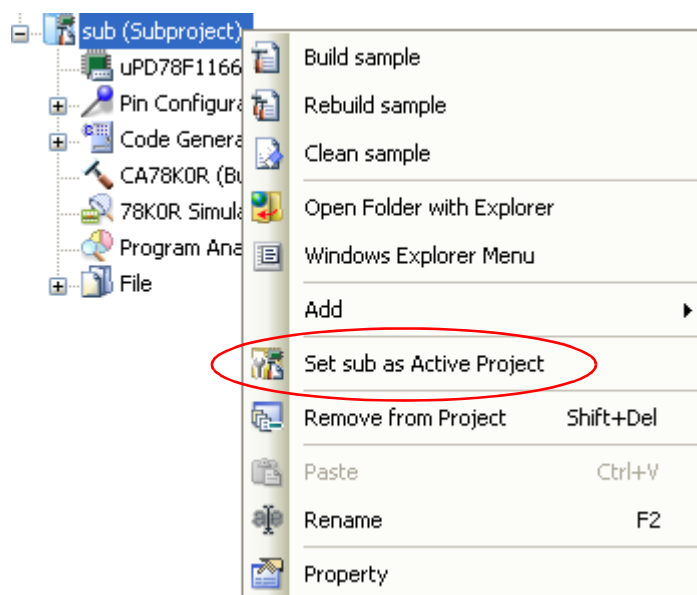 sub (Subproject)
uPD78F1166
Pin Configura
Code Genera
CA78K0R (Bu
78K0R Simula
Program Ana
File
Build sample
Rebuild sample
Clean sample
Open Folder with Explorer
Windows Explorer Menu
Add
Set sub as Active Project
Remove from Project Shift+Del
Paste Ctrl+V
Rename F2
Property